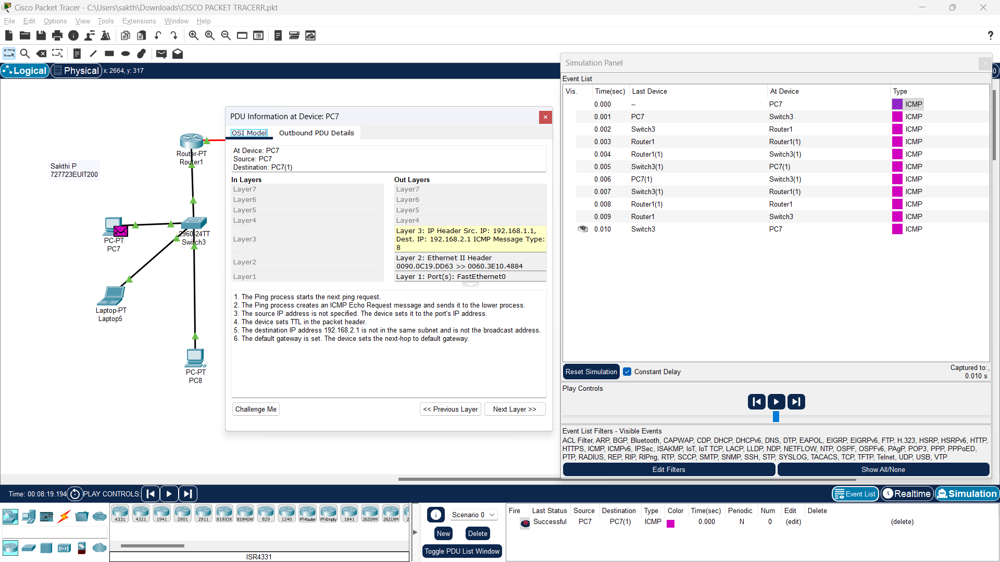 Cisco Packet Tracer - C:\Users\sakth\Downloads\CISCO PACKET TRACERR.pkt
File Edit Options View Tools Extensions Window Help
?
Logical Physical x: 2664, y: 317
Sakthi P
727723EUIT200
Router-PT
Router1
2960-24TT
Switch3
PC-PT
PC7
Laptop-PT
Laptop5
PC-PT
PC8
PDU Information at Device: PC7
OSI Model Outbound PDU Details
At Device: PC7
Source: PC7
Destination: PC7(1)
In Layers Out Layers
Layer7 Layer7
Layer6 Layer6
Layer5 Layer5
Layer4 Layer4
Layer3
Layer 3: IP Header Src. IP: 192.168.1.1,
Dest. IP: 192.168.2.1 ICMP Message Type:
8
Layer2
Layer 2: Ethernet II Header
0090.0C19.DD63 >> 0060.3E10.4884
Layer1 Layer 1: Port(s): FastEthernet0
1. The Ping process starts the next ping request.
2. The Ping process creates an ICMP Echo Request message and sends it to the lower process.
3. The source IP address is not specified. The device sets it to the port's IP address.
4. The device sets TTL in the packet header.
5. The destination IP address 192.168.2.1 is not in the same subnet and is not the broadcast address.
6. The default gateway is set. The device sets the next-hop to default gateway.
Challenge Me << Previous Layer Next Layer >>
Simulation Panel
0
Event List
Vis. Time(sec) Last Device At Device Type
0.000 -- PC7 ICMP
0.001 PC7 Switch3 ICMP
0.002 Switch3 Router1 ICMP
0.003 Router1 Router1(1) ICMP
0.004 Router1(1) Switch3(1) ICMP
0.005 Switch3(1) PC7(1) ICMP
0.006 PC7(1) Switch3(1) ICMP
0.007 Switch3(1) Router1(1) ICMP
0.008 Router1(1) Router1 ICMP
0.009 Router1 Switch3 ICMP
0.010 Switch3 PC7 ICMP
Reset Simulation Constant Delay Captured to:
0.010 s
Play Controls
Event List Filters - Visible Events
ACL Filter, ARP, BGP, Bluetooth, CAPWAP, CDP, DHCP, DHCPv6, DNS, DTP, EAPOL, EIGRP, EIGRPv6, FTP, H.323, HSRP, HSRPv6, HTTP,
HTTPS, ICMP, ICMPv6, IPSec, ISAKMP, IoT, IoT TCP, LACP, LLDP, NDP, NETFLOW, NTP, OSPF, OSPFv6, PAgP, POP3, PPP, PPPoED,
PTP, RADIUS, REP, RIP, RIPng, RTP, SCCP, SMTP, SNMP, SSH, STP, SYSLOG, TACACS, TCP, TFTP, Telnet, UDP, USB, VTP
Edit Filters Show All/None
Time: 00:08:19.194 PLAY CONTROLS: Event List Realtime Simulation
4331 4321 1941 2901 2911 819IOX 819HGW 829 1240 PT-Router PT-Empty 1841 2620XM 2621XM 2
ISR4331
Scenario 0
New Delete
Toggle PDU List Window
Fire Last Status Source Destination Type Color Time(sec) Periodic Num Edit Delete
Successful PC7 PC7(1) ICMP 0.000 N 0 (edit) (delete)